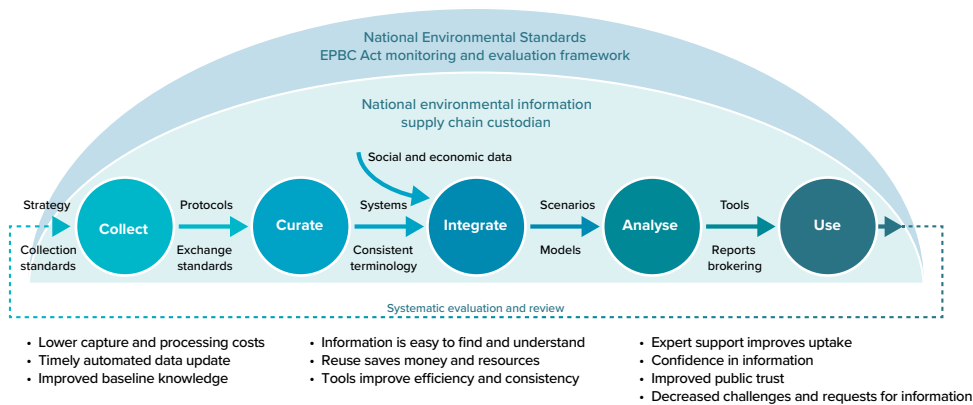 National Environmental Standards
EPBC Act monitoring and evaluation framework
National environmental information
supply chain custodian
Social and economic data
Strategy
Collection
standards
Collect
Protocols
Exchange
standards
Curate
Systems
Consistent
terminology
Integrate
Scenarios
Models
Analyse
Tools
Reports
brokering
Use
Systematic evaluation and review
• Lower capture and processing costs
• Timely automated data update
• Improved baseline knowledge
• Information is easy to find and understand
• Reuse saves money and resources
• Tools improve efficiency and consistency
• Expert support improves uptake
• Confidence in information
• Improved public trust
• Decreased challenges and requests for information